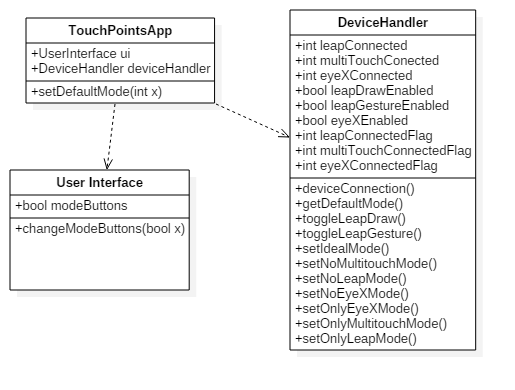 TouchPointsApp
+UserInterface ui
+DeviceHandler deviceHandler
+setDefaultMode(int x)
User Interface
+bool modeButtons
+changeModeButtons(bool x)
DeviceHandler
+int leapConnected
+int multiTouchConected
+int eyeXConnected
+bool leapDrawEnabled
+bool leapGestureEnabled
+bool eyeXEnabled
+int leapConnectedFlag
+int multiTouchConnectedFlag
+int eyeXConnectedFlag
+deviceConnection()
+getDefaultMode()
+toggleLeapDraw()
+toggleLeapGesture()
+setIdealMode()
+setNoMultitouchMode()
+setNoLeapMode()
+setNoEyeXMode()
+setOnlyEyeXMode()
+setOnlyMultitouchMode()
+setOnlyLeapMode()